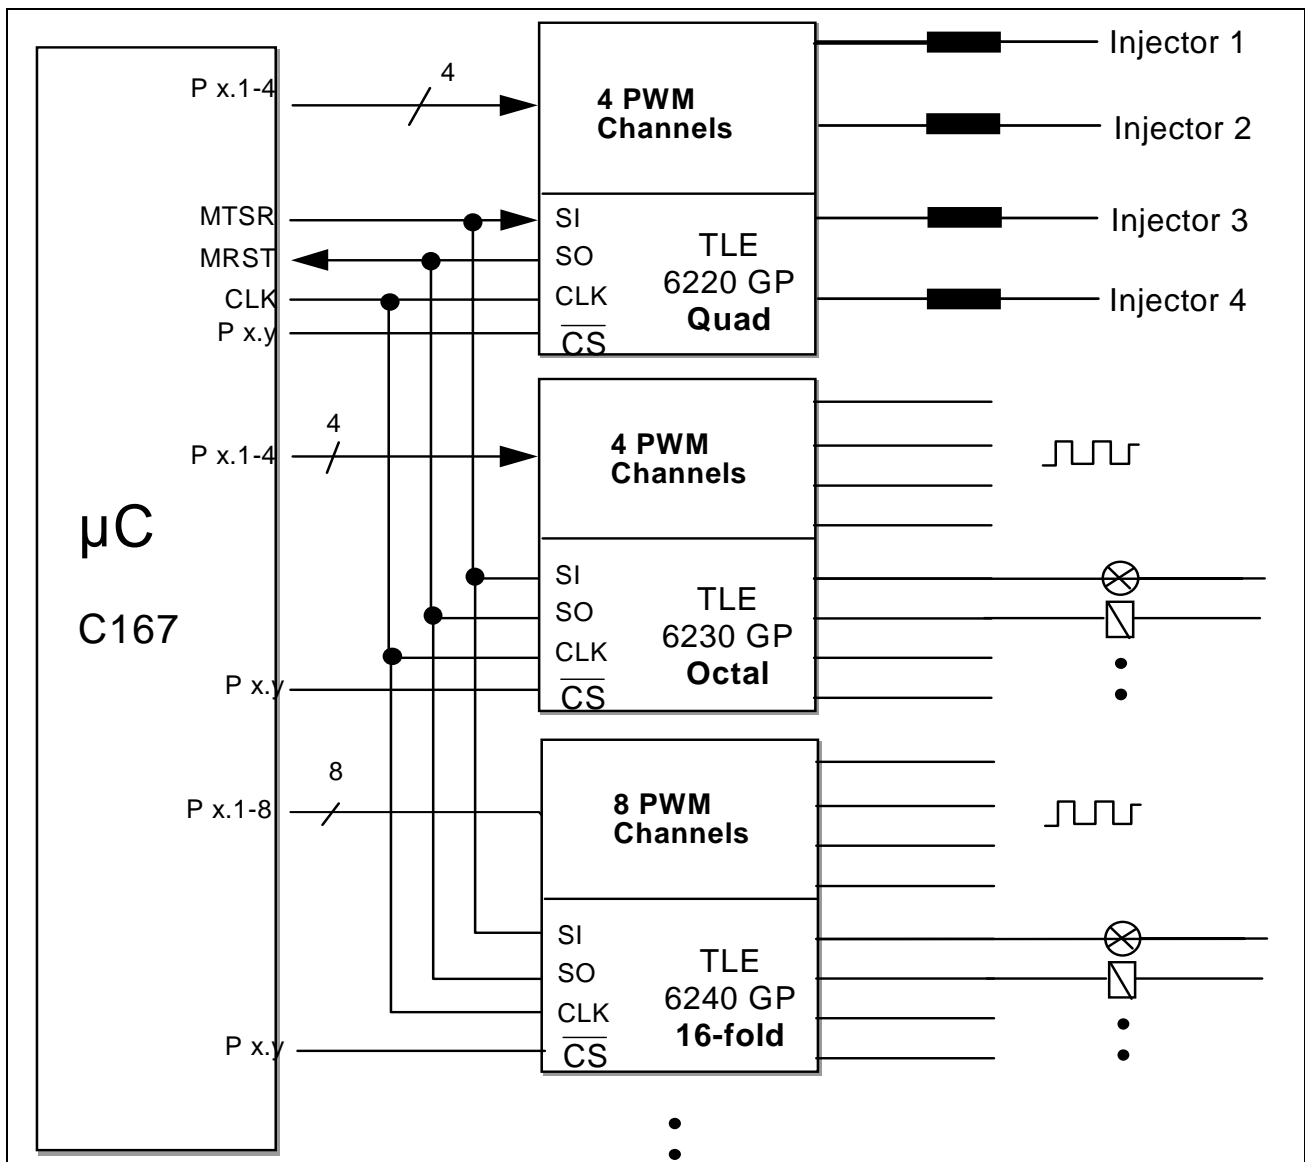 P x.1-4
4
4 PWM
Channels
Injector 1
Injector 2
MTSR
MRST
CLK
P x.y
SI
SO
CLK
CS
TLE
6220 GP
Quad
Injector 3
Injector 4
P x.1-4
4
4 PWM
Channels
µC
C167
SI
SO
CLK
CS
TLE
6230 GP
Octal
P x.y
P x.1-8
8
8 PWM
Channels
SI
SO
CLK
CS
TLE
6240 GP
16-fold
P x.y